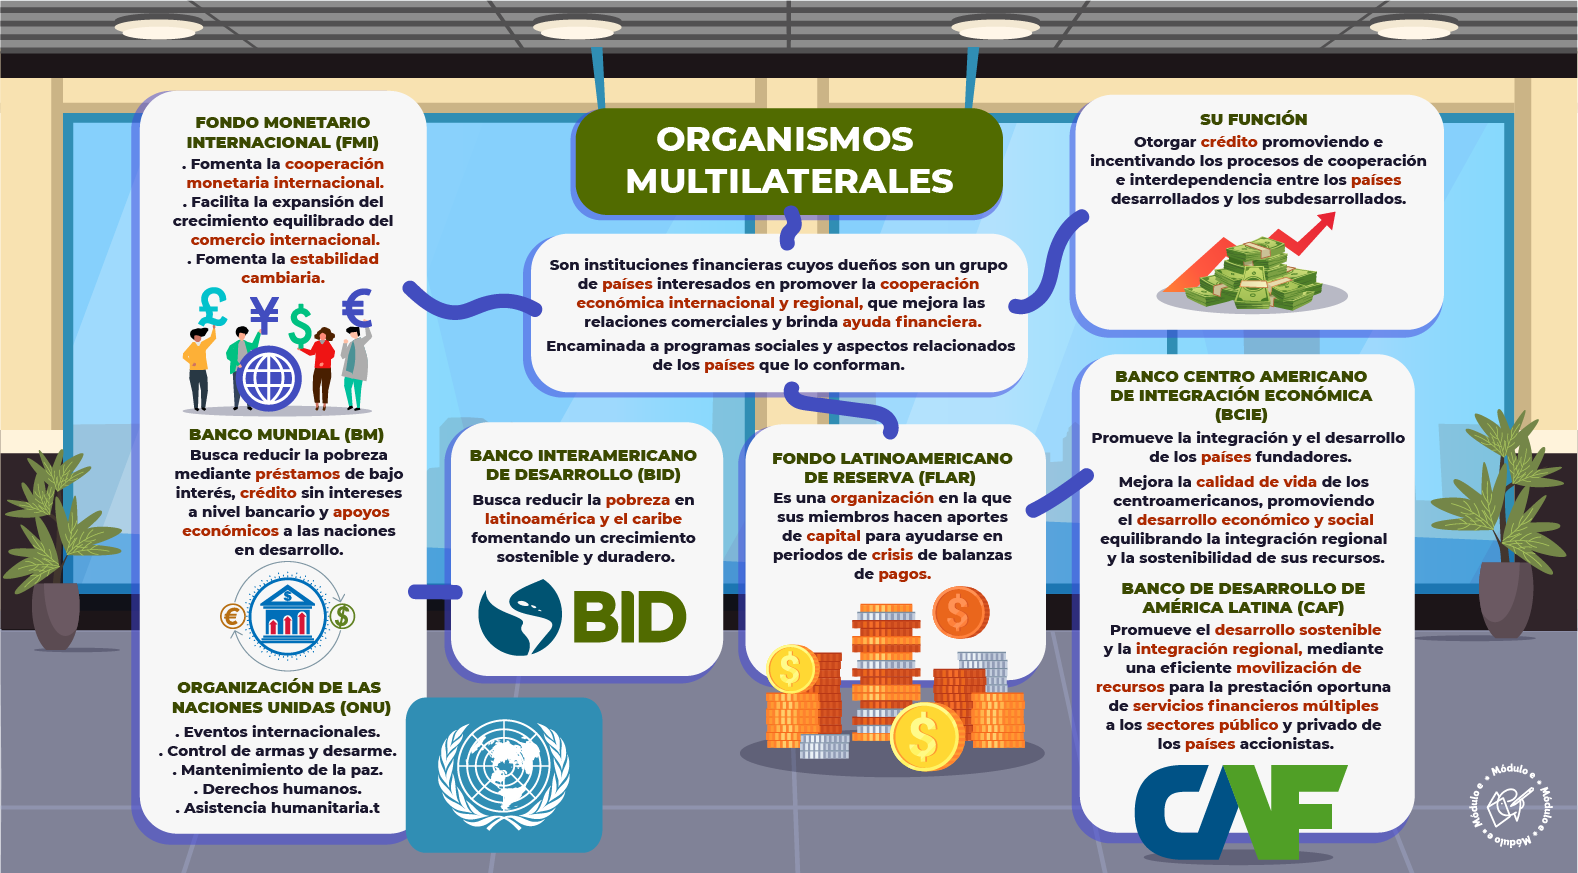 ORGANISMOS
MULTILATERALES
Son instituciones financieras cuyos dueños son un grupo
de países interesados en promover la cooperación
económica internacional y regional, que mejora las
relaciones comerciales y brinda ayuda financiera.
Encaminada a programas sociales y aspectos relacionados
de los países que lo conforman.
FONDO MONETARIO
INTERNACIONAL (FMI)
. Fomenta la cooperación
monetaria internacional.
. Facilita la expansión del
crecimiento equilibrado del
comercio internacional.
. Fomenta la estabilidad
cambiaria.
£ ¥ $ €
BANCO MUNDIAL (BM)
Busca reducir la pobreza
mediante préstamos de bajo
interés, crédito sin intereses
a nivel bancario y apoyos
económicos a las naciones
en desarrollo.
$
€ $
ORGANIZACIÓN DE LAS
NACIONES UNIDAS (ONU)
. Eventos internacionales.
. Control de armas y desarme.
. Mantenimiento de la paz.
. Derechos humanos.
. Asistencia humanitaria.t
BANCO INTERAMERICANO
DE DESARROLLO (BID)
Busca reducir la pobreza en
latinoamérica y el caribe
fomentando un crecimiento
sostenible y duradero.
BID
FONDO LATINOAMERICANO
DE RESERVA (FLAR)
Es una organización en la que
sus miembros hacen aportes
de capital para ayudarse en
periodos de crisis de balanzas
de pagos.
$
$
$
SU FUNCIÓN
Otorgar crédito promoviendo e
incentivando los procesos de cooperación
e interdependencia entre los países
desarrollados y los subdesarrollados.
BANCO CENTRO AMERICANO
DE INTEGRACIÓN ECONÓMICA
(BCIE)
Promueve la integración y el desarrollo
de los países fundadores.
Mejora la calidad de vida de los
centroamericanos, promoviendo
el desarrollo económico y social
equilibrando la integración regional
y la sostenibilidad de sus recursos.
BANCO DE DESARROLLO DE
AMÉRICA LATINA (CAF)
Promueve el desarrollo sostenible
y la integración regional, mediante
una eficiente movilización de
recursos para la prestación oportuna
de servicios financieros múltiples
a los sectores público y privado de
los países accionistas.
CAF
Módulo e • Módulo e • Módulo e • Módulo e •